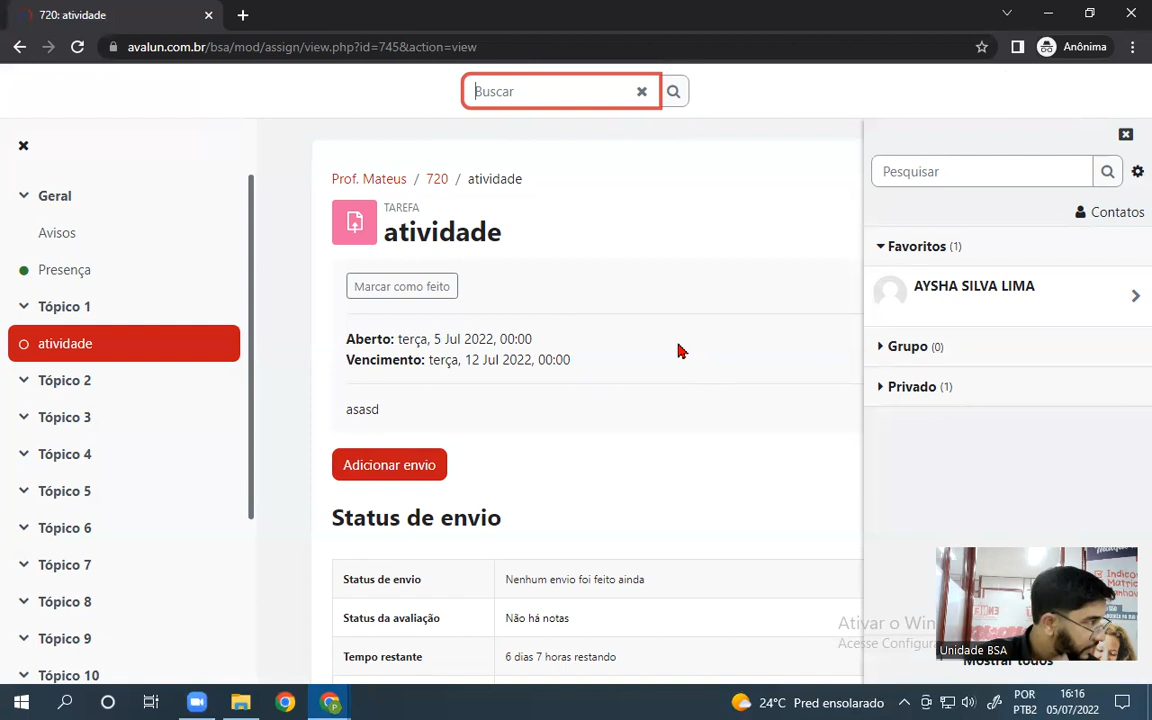 720: atividade
avalun.com.br/bsa/mod/assign/view.php?id=745&action=view
Anônima
Buscar
Geral
Avisos
Presença
Tópico 1
atividade
Tópico 2
Tópico 3
Tópico 4
Tópico 5
Tópico 6
Tópico 7
Tópico 8
Tópico 9
Tópico 10
Prof. Mateus / 720 / atividade
TAREFA
atividade
Marcar como feito
Aberto: terça, 5 Jul 2022, 00:00
Vencimento: terça, 12 Jul 2022, 00:00
asasd
Adicionar envio
Status de envio
Status de envio Nenhum envio foi feito ainda
Status da avaliação Não há notas
Tempo restante 6 dias 7 horas restando
Pesquisar
Contatos
Favoritos (1)
AYSHA SILVA LIMA
Grupo (0)
Privado (1)
Ativar o Win
Acesse Configura
Unidade BSA
Mostrar todos
24°C Pred ensolarado
POR
PTB2
16:16
05/07/2022